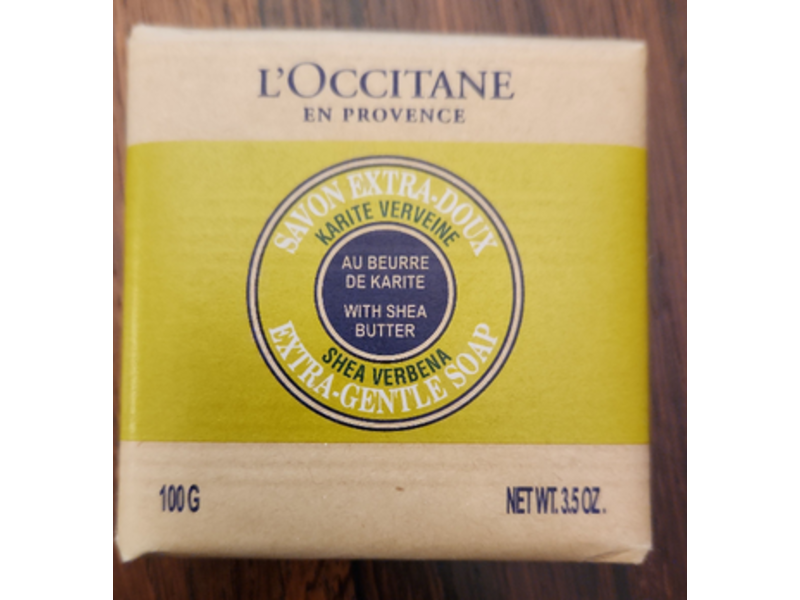 L'OCCITANE
EN PROVENCE
SAVON EXTRA-DOUX
KARITE VERVEINE
AU BEURRE
DE KARITE
WITH SHEA
BUTTER
SHEA VERBENA
EXTRA-GENTLE SOAP
100 G
NET WT. 3.5 OZ.